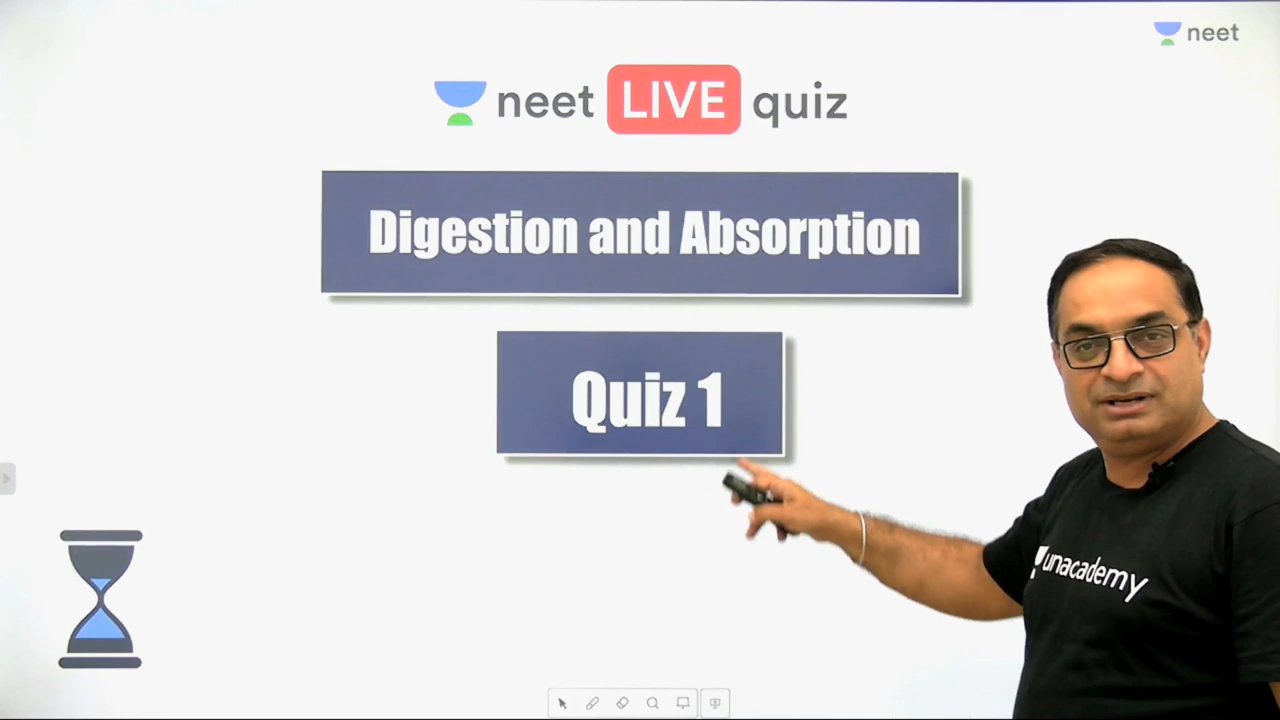 neet
neet LIVE quiz
Digestion and Absorption
Quiz 1
unacademy